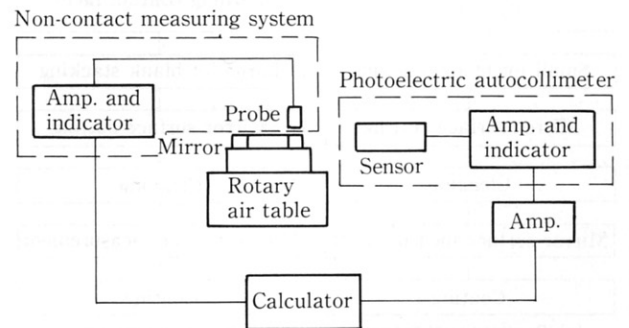 Non-contact measuring system
Amp. and
indicator
Probe
Mirror
Rotary
air table
Photoelectric autocollimeter
Sensor
Amp. and
indicator
Amp.
Calculator